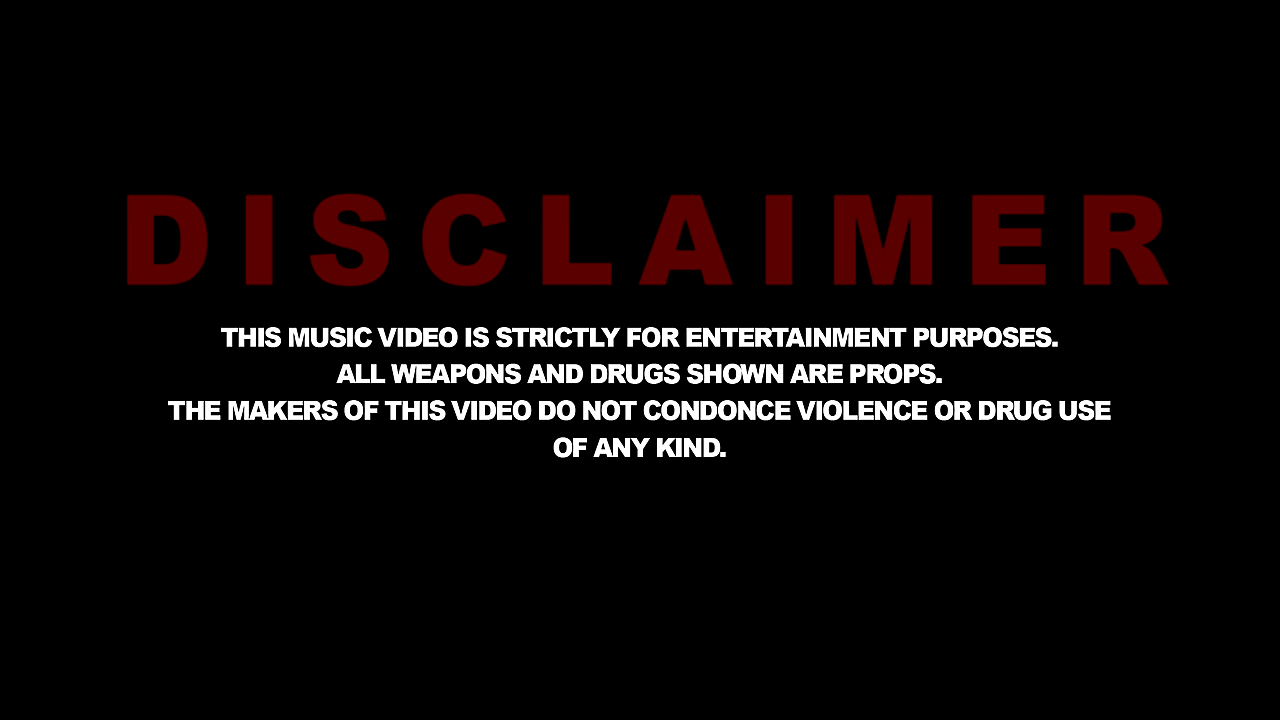 DISCLAIMER
THIS MUSIC VIDEO IS STRICTLY FOR ENTERTAINMENT PURPOSES.
ALL WEAPONS AND DRUGS SHOWN ARE PROPS.
THE MAKERS OF THIS VIDEO DO NOT CONDONCE VIOLENCE OR DRUG USE
OF ANY KIND.